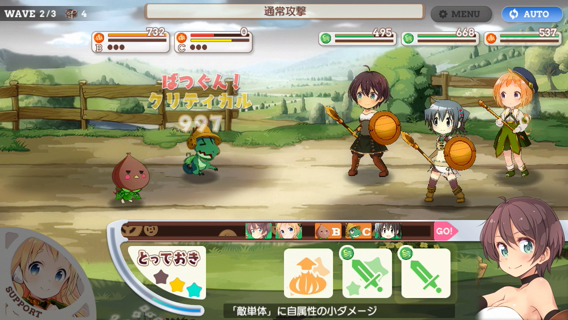 WAVE 2/3 4
通常攻撃
MENU
AUTO
732
B
0
C
495
668
537
ばつぐん!
クリティカル
997
B
C
GO!
とっておき
SUPPORT
「敵単体」に自属性の小ダメージ